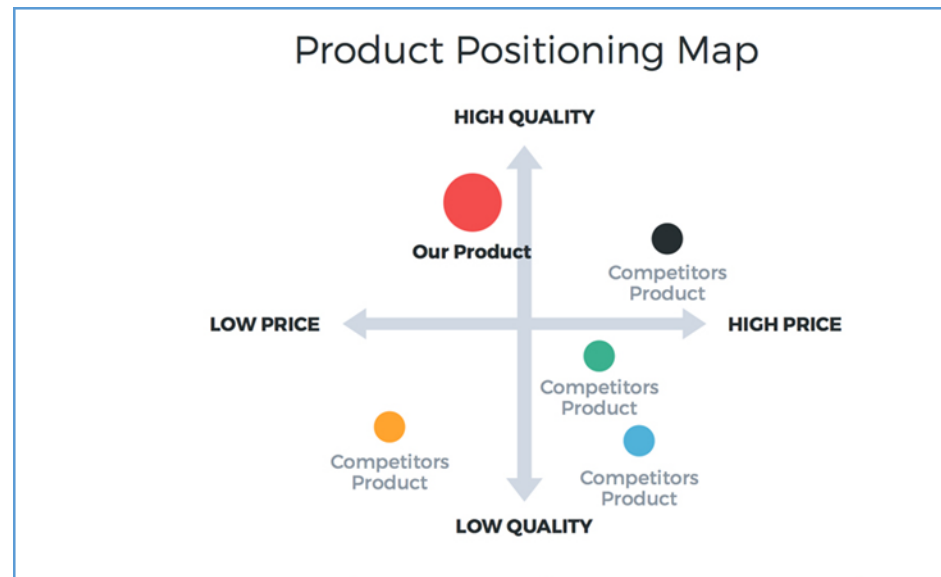 Product Positioning Map
HIGH QUALITY
Our Product
Competitors
Product
LOW PRICE
HIGH PRICE
Competitors
Product
Competitors
Product
Competitors
Product
LOW QUALITY